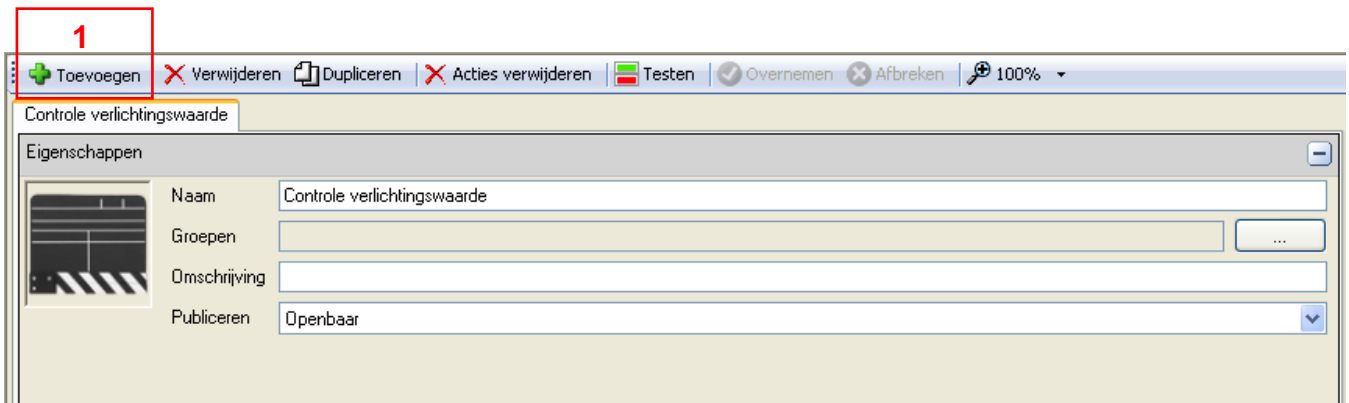 1
Toevoegen Verwijderen Dupliceren Acties verwijderen Testen Overnemen Afbreken 100%
Controle verlichtingswaarde
Eigenschappen
Naam Controle verlichtingswaarde
Groepen ...
Omschrijving
Publiceren Openbaar